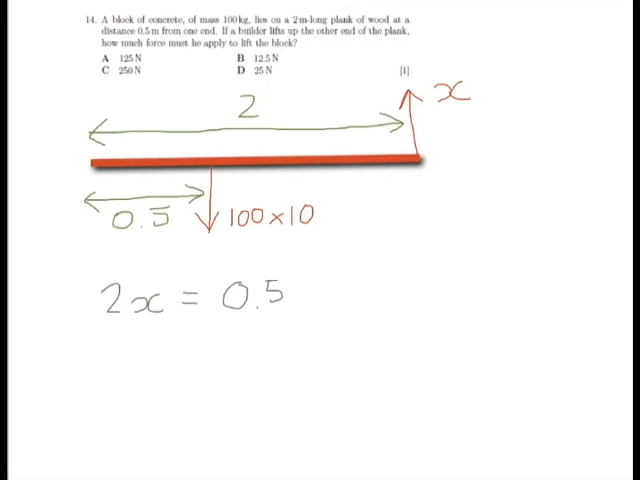 14. A block of concrete, of mass 100 kg, lies on a 2 m-long plank of wood at a
distance 0.5 m from one end. If a builder lifts up the other end of the plank,
how much force must he apply to lift the block?
A 125 N B 12.5 N
C 250 N D 25 N [1]
2
x
0.5
100 × 10
2x = 0.5